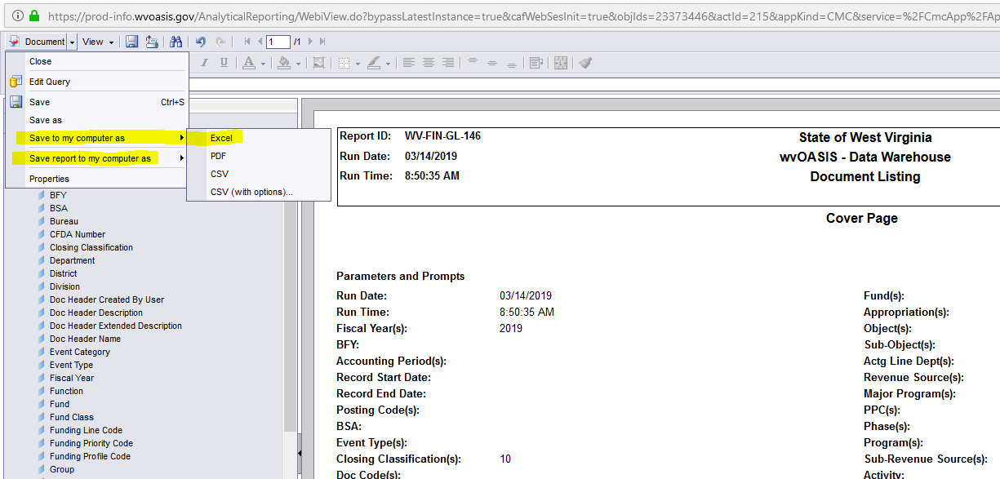 https://prod-info.wvoasis.gov/AnalyticalReporting/WebiView.do?bypassLatestInstance=true&cafWebSesInit=true&objIds=23373446&actId=215&appKind=CMC&service=%2FCmcApp%2FAp
Document View 1 /1
Close
Edit Query
Save Ctrl+S
Save as
Save to my computer as
Save report to my computer as
Properties
Excel
PDF
CSV
CSV (with options)...
BFY
BSA
Bureau
CFDA Number
Closing Classification
Department
District
Division
Doc Header Created By User
Doc Header Description
Doc Header Extended Description
Doc Header Name
Event Category
Event Type
Fiscal Year
Function
Fund
Fund Class
Funding Line Code
Funding Priority Code
Funding Profile Code
Group
Report ID: WV-FIN-GL-146
Run Date: 03/14/2019
Run Time: 8:50:35 AM
State of West Virginia
wvOASIS - Data Warehouse
Document Listing
Cover Page
Parameters and Prompts
Run Date: 03/14/2019
Run Time: 8:50:35 AM
Fiscal Year(s): 2019
BFY:
Accounting Period(s):
Record Start Date:
Record End Date:
Posting Code(s):
BSA:
Event Type(s):
Closing Classification(s): 10
Doc Code(s):
Fund(s):
Appropriation(s):
Object(s):
Sub-Object(s):
Actg Line Dept(s):
Revenue Source(s):
Major Program(s):
PPC(s):
Phase(s):
Program(s):
Sub-Revenue Source(s):
Activity: